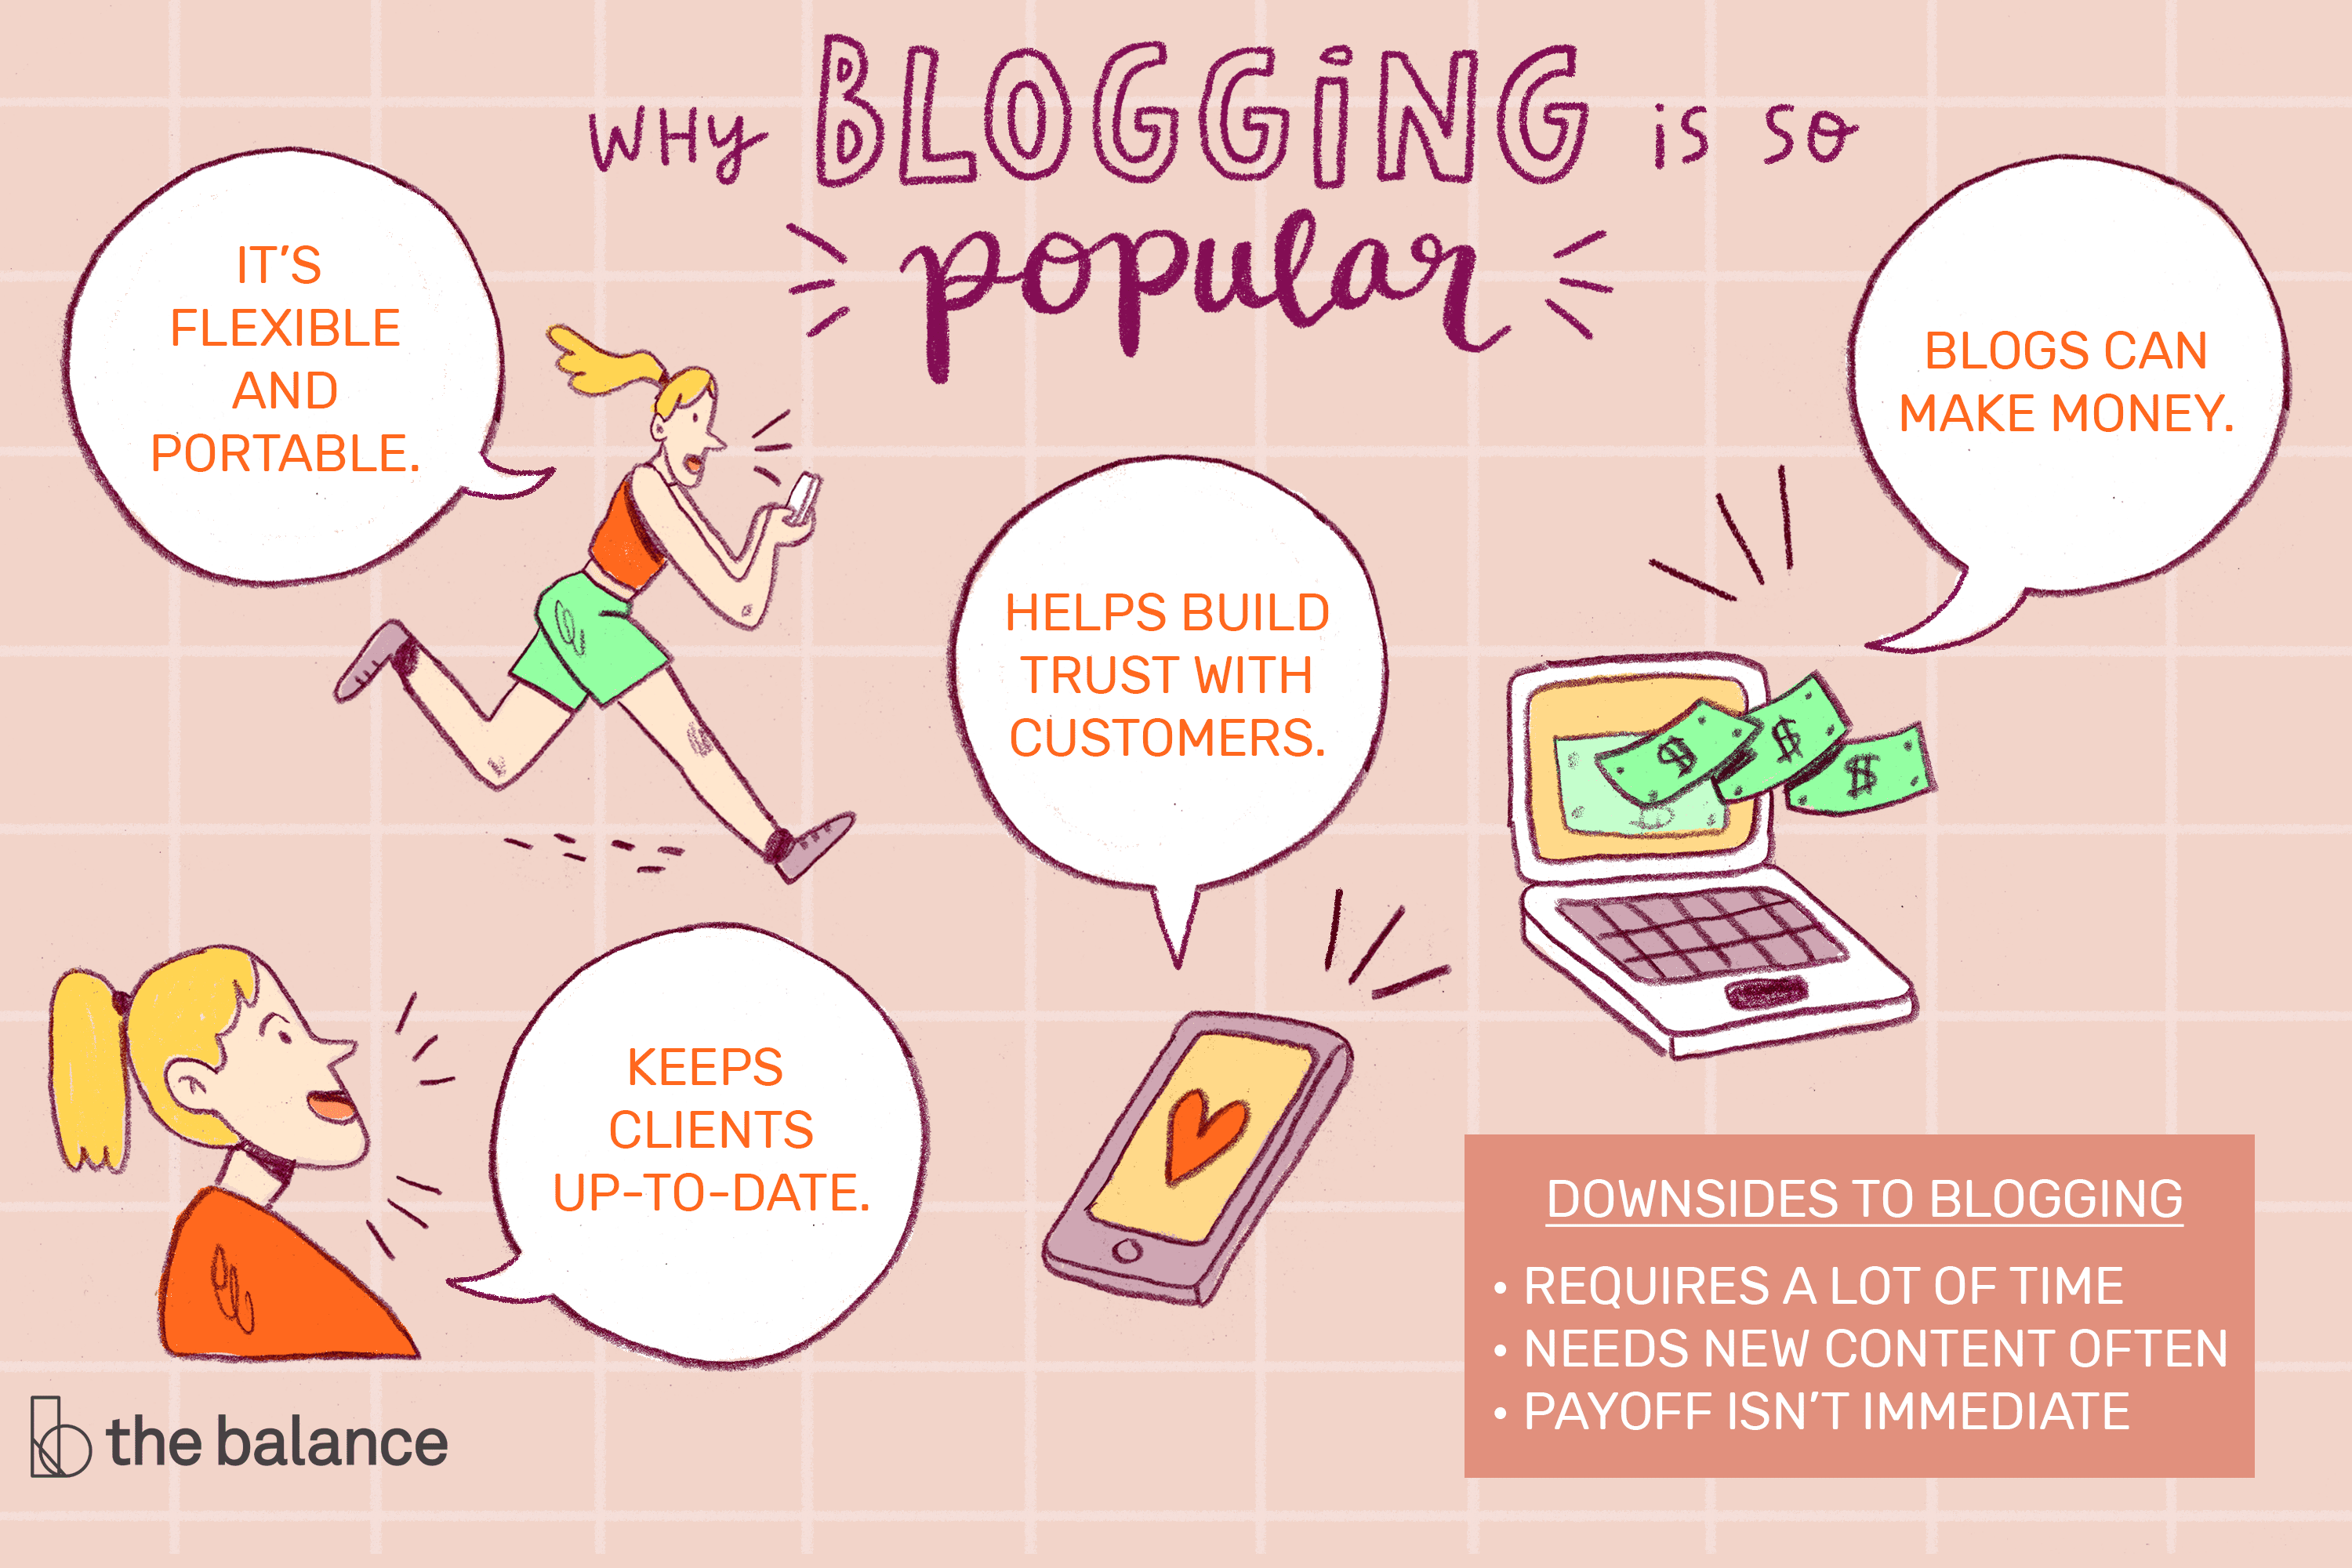 WHY BLOGGING is so
popular
IT'S
FLEXIBLE
AND
PORTABLE.
BLOGS CAN
MAKE MONEY.
HELPS BUILD
TRUST WITH
CUSTOMERS.
$ $ $
KEEPS
CLIENTS
UP-TO-DATE.
DOWNSIDES TO BLOGGING
• REQUIRES A LOT OF TIME
• NEEDS NEW CONTENT OFTEN
• PAYOFF ISN'T IMMEDIATE
b the balance